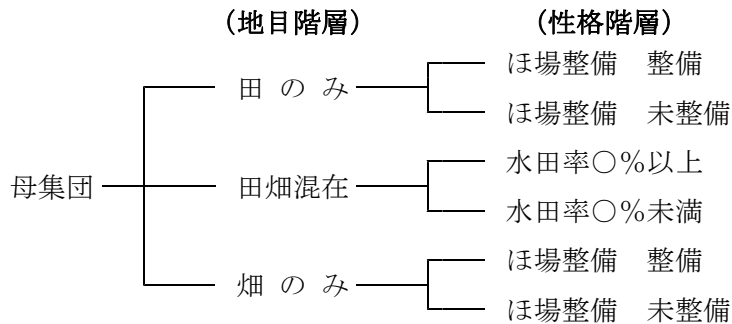 （地目階層）　（性格階層）
ほ場整備　整備
田 の み
ほ場整備　未整備
水田率○％以上
母集団　田畑混在
水田率○％未満
ほ場整備　整備
畑 の み
ほ場整備　未整備